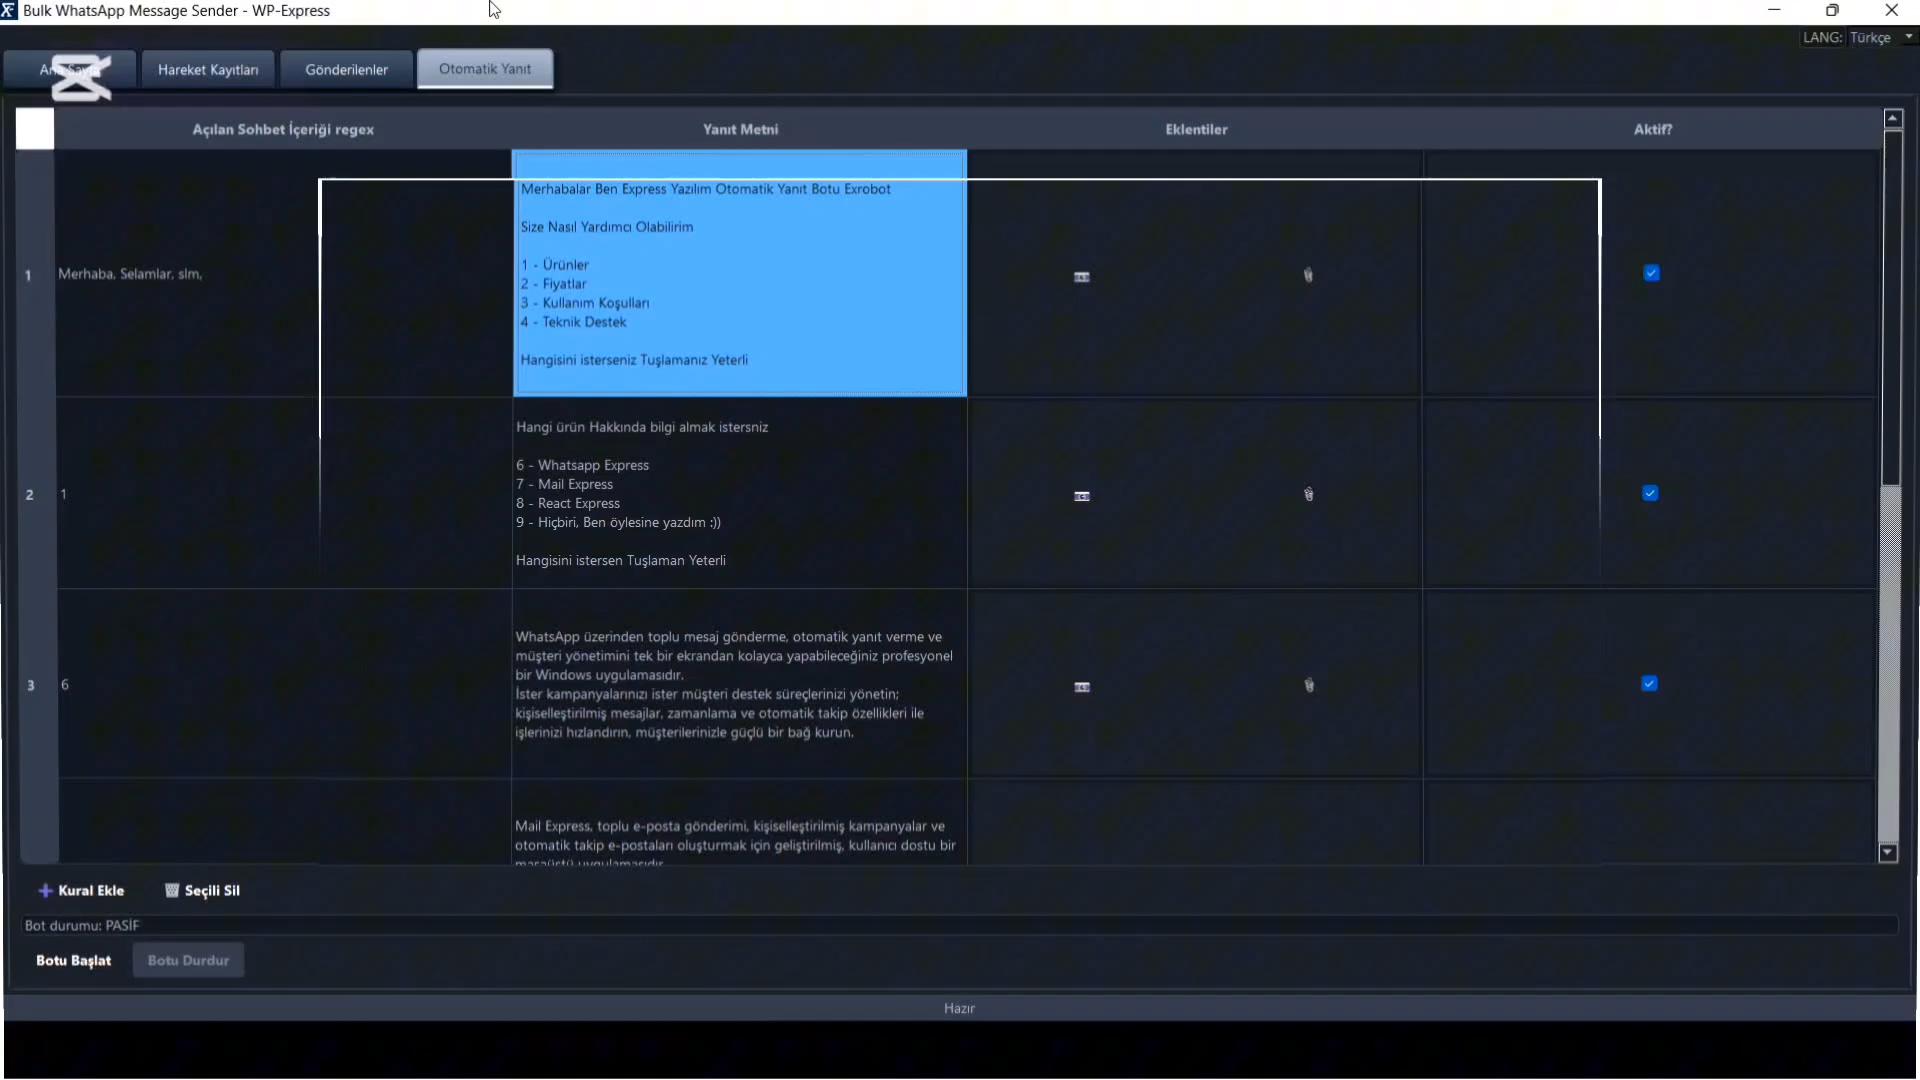 Bulk WhatsApp Message Sender - WP-Express
LANG: Türkçe
Ana Sayfa
Hareket Kayıtları
Gönderilenler
Otomatik Yanıt
Açılan Sohbet İçeriği regex
Yanıt Metni
Eklentiler
Aktif?
1
Merhaba, Selamlar, slm,
Merhabalar Ben Express Yazılım Otomatik Yanıt Botu Exrobot
Size Nasıl Yardımcı Olabilirim
1 - Ürünler
2 - Fiyatlar
3 - Kullanım Koşulları
4 - Teknik Destek
Hangisini isterseniz Tuşlamanız Yeterli
2
1
Hangi ürün Hakkında bilgi almak istersniz
6 - Whatsapp Express
7 - Mail Express
8 - React Express
9 - Hiçbiri, Ben öylesine yazdım :))
Hangisini istersen Tuşlaman Yeterli
3
6
WhatsApp üzerinden toplu mesaj gönderme, otomatik yanıt verme ve
müşteri yönetimini tek bir ekrandan kolayca yapabileceğiniz profesyonel
bir Windows uygulamasıdır.
İster kampanyalarınızı ister müşteri destek süreçlerinizi yönetin;
kişiselleştirilmiş mesajlar, zamanlama ve otomatik takip özellikleri ile
işlerinizi hızlandırın, müşterilerinizle güçlü bir bağ kurun.
Mail Express, toplu e-posta gönderimi, kişiselleştirilmiş kampanyalar ve
otomatik takip e-postaları oluşturmak için geliştirilmiş, kullanıcı dostu bir
masaüstü uygulamasıdır.
Kural Ekle
Seçili Sil
Bot durumu: PASİF
Botu Başlat
Botu Durdur
Hazır